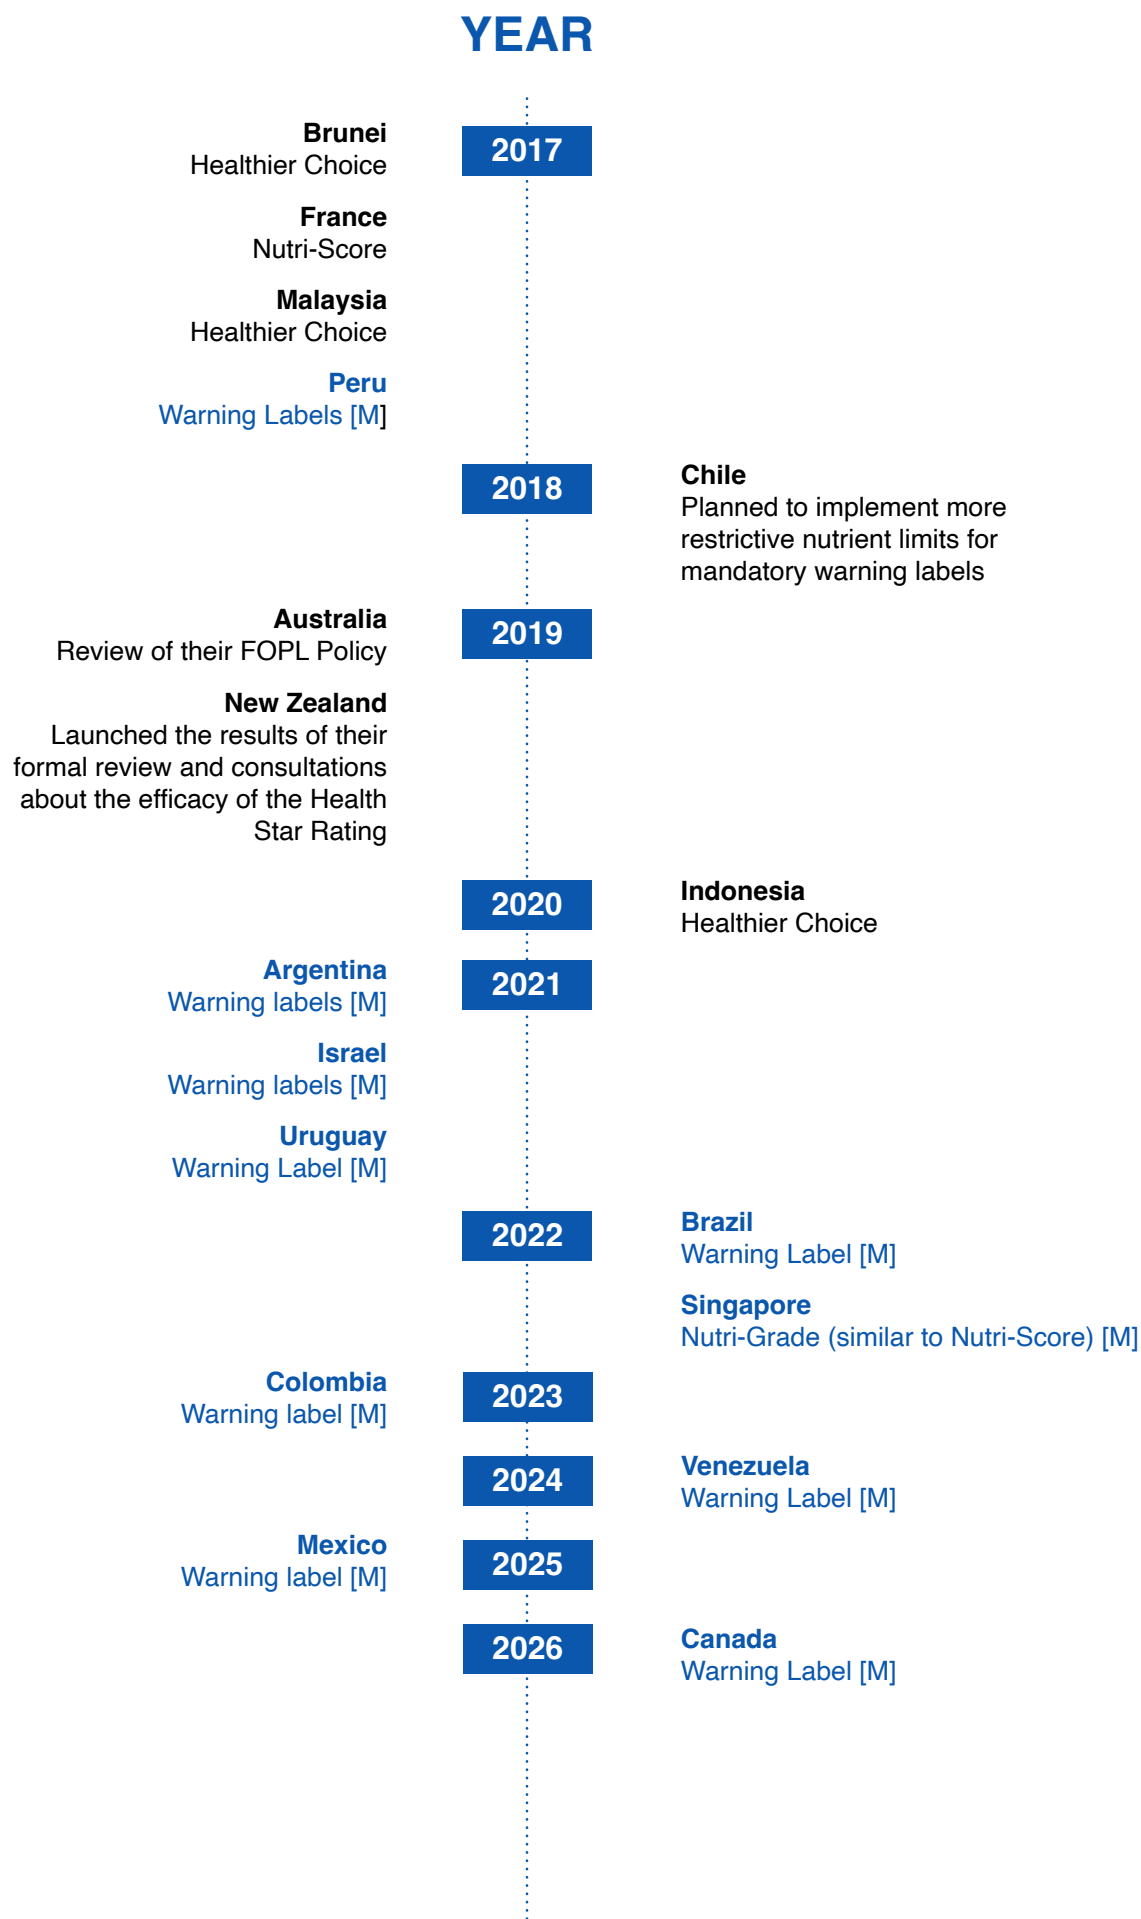 YEAR
2017
Brunei
Healthier Choice
France
Nutri-Score
Malaysia
Healthier Choice
Peru
Warning Labels [M]
2018
Chile
Planned to implement more
restrictive nutrient limits for
mandatory warning labels
2019
Australia
Review of their FOPL Policy
New Zealand
Launched the results of their
formal review and consultations
about the efficacy of the Health
Star Rating
2020
Indonesia
Healthier Choice
2021
Argentina
Warning labels [M]
Israel
Warning labels [M]
Uruguay
Warning Label [M]
2022
Brazil
Warning Label [M]
Singapore
Nutri-Grade (similar to Nutri-Score) [M]
2023
Colombia
Warning label [M]
2024
Venezuela
Warning Label [M]
2025
Mexico
Warning label [M]
2026
Canada
Warning Label [M]